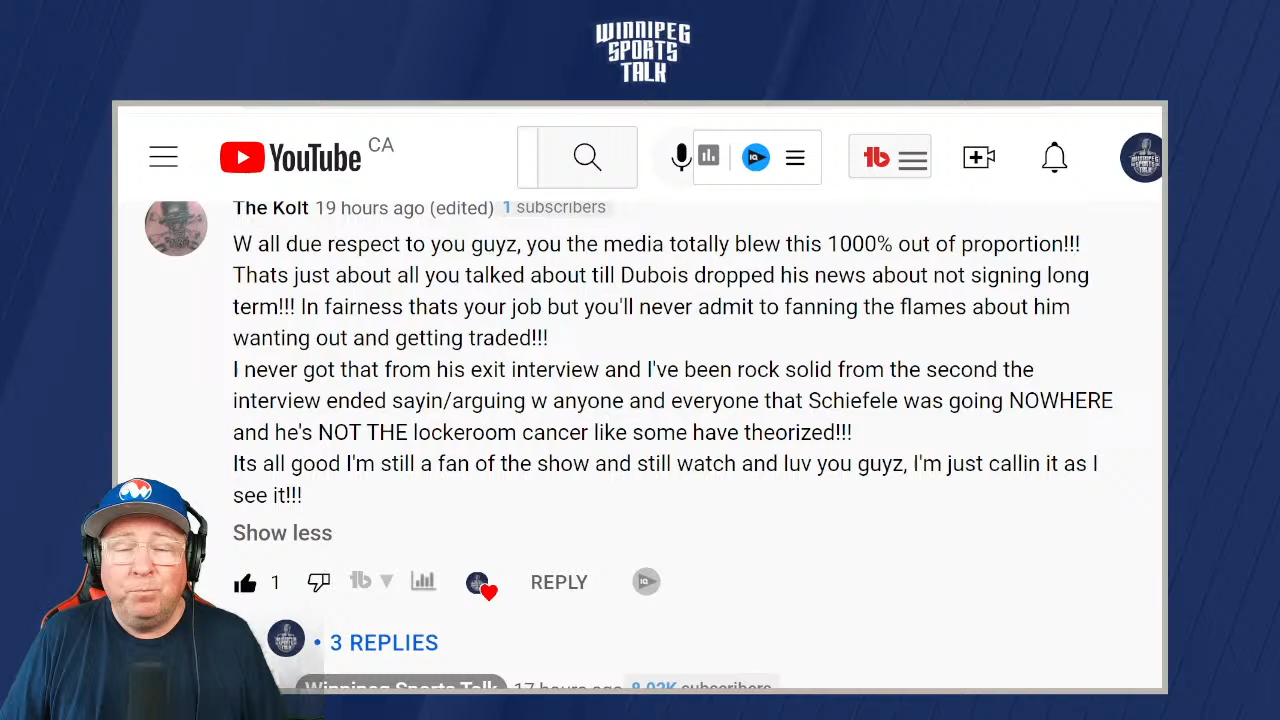 WINNIPEG
SPORTS
TALK
YouTube CA
The Kolt 19 hours ago (edited) 1 subscribers
W all due respect to you guyz, you the media totally blew this 1000% out of proportion!!!
Thats just about all you talked about till Dubois dropped his news about not signing long
term!!! In fairness thats your job but you'll never admit to fanning the flames about him
wanting out and getting traded!!!
I never got that from his exit interview and I've been rock solid from the second the
interview ended sayin/arguing w anyone and everyone that Schiefele was going NOWHERE
and he's NOT THE lockeroom cancer like some have theorized!!!
Its all good I'm still a fan of the show and still watch and luv you guyz, I'm just callin it as I
see it!!!
Show less
1 REPLY
• 3 REPLIES
Winnipeg Sports Talk 17 hours ago 8.02K subscribers